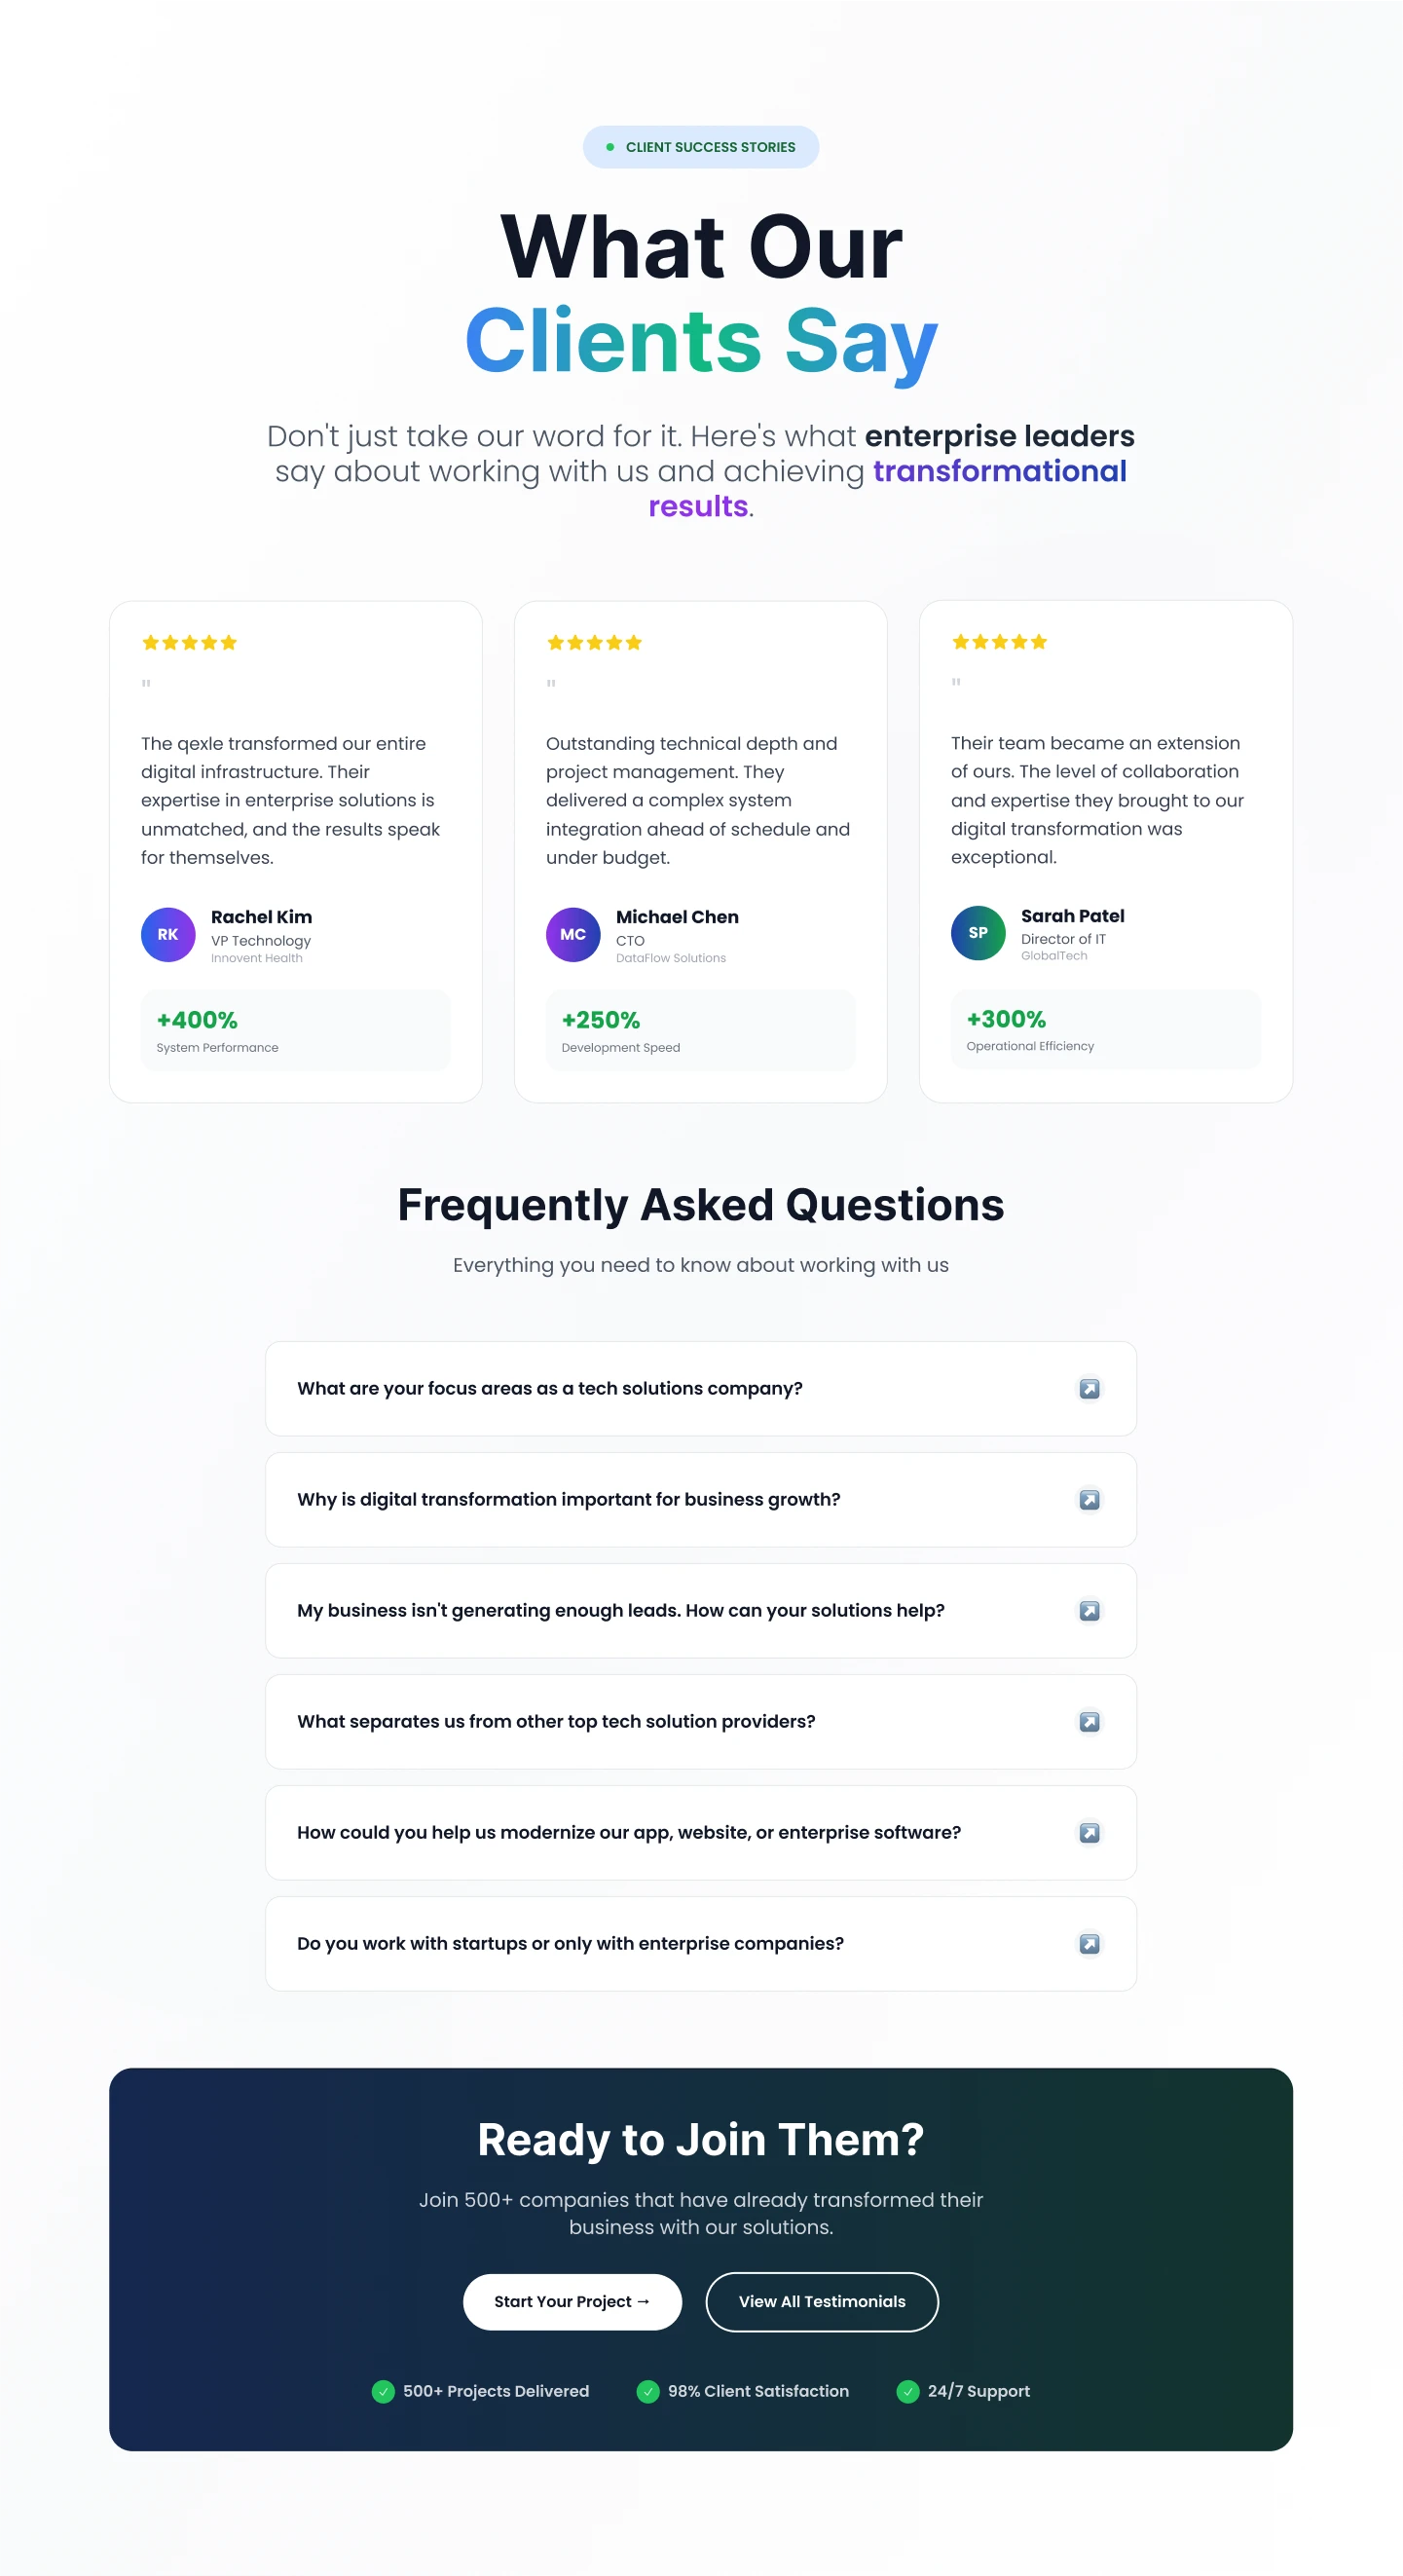 CLIENT SUCCESS STORIES
What Our
Clients Say
Don't just take our word for it. Here's what enterprise leaders
say about working with us and achieving transformational
results.
"
The qexle transformed our entire
digital infrastructure. Their
expertise in enterprise solutions is
unmatched, and the results speak
for themselves.
RK
Rachel Kim
VP Technology
Innovent Health
+400%
System Performance
"
Outstanding technical depth and
project management. They
delivered a complex system
integration ahead of schedule and
under budget.
MC
Michael Chen
CTO
DataFlow Solutions
+250%
Development Speed
"
Their team became an extension
of ours. The level of collaboration
and expertise they brought to our
digital transformation was
exceptional.
SP
Sarah Patel
Director of IT
GlobalTech
+300%
Operational Efficiency
Frequently Asked Questions
Everything you need to know about working with us
What are your focus areas as a tech solutions company?
Why is digital transformation important for business growth?
My business isn't generating enough leads. How can your solutions help?
What separates us from other top tech solution providers?
How could you help us modernize our app, website, or enterprise software?
Do you work with startups or only with enterprise companies?
Ready to Join Them?
Join 500+ companies that have already transformed their
business with our solutions.
Start Your Project →
View All Testimonials
500+ Projects Delivered
98% Client Satisfaction
24/7 Support